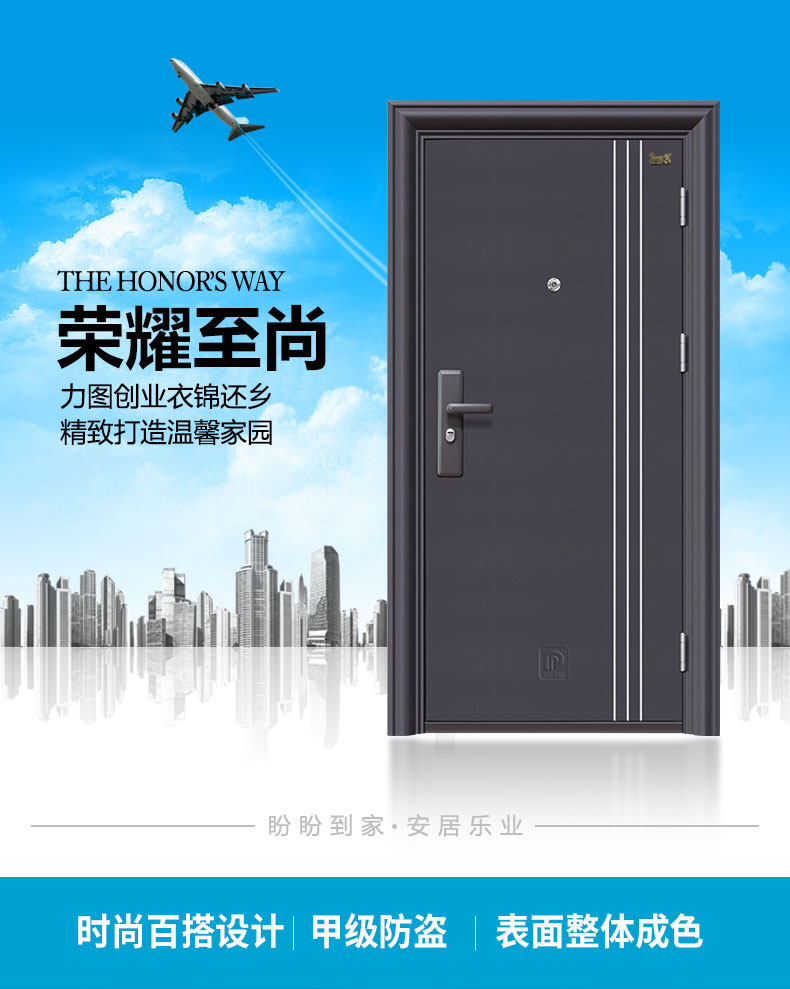 THE HONOR'S WAY
荣耀至尚
力图创业衣锦还乡
精致打造温馨家园
盼盼到家·安居乐业
时尚百搭设计 | 甲级防盗 | 表面整体成色